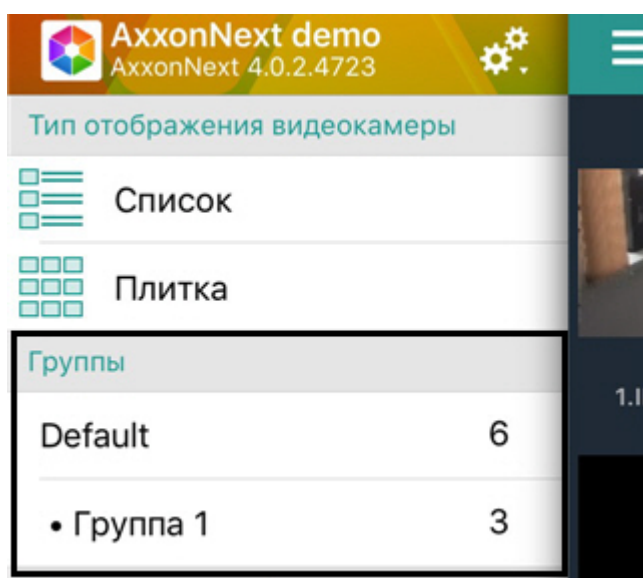 AxxonNext demo
AxxonNext 4.0.2.4723
Тип отображения видеокамеры
Список
Плитка
Группы
Default 6
• Группа 1 3